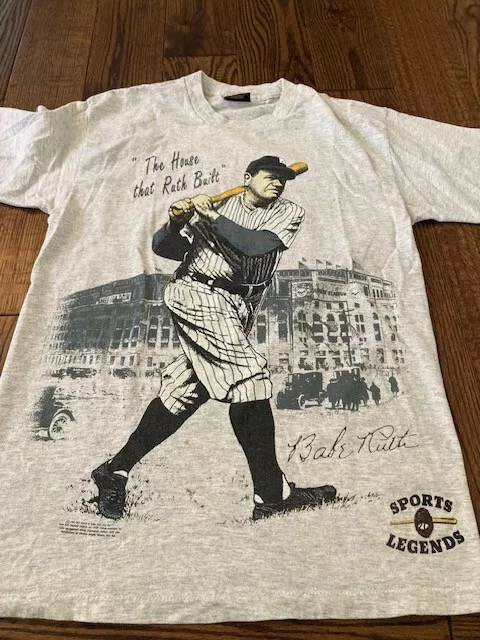 "The House
that Ruth Built"
Babe Ruth
SPORTS
LEGENDS